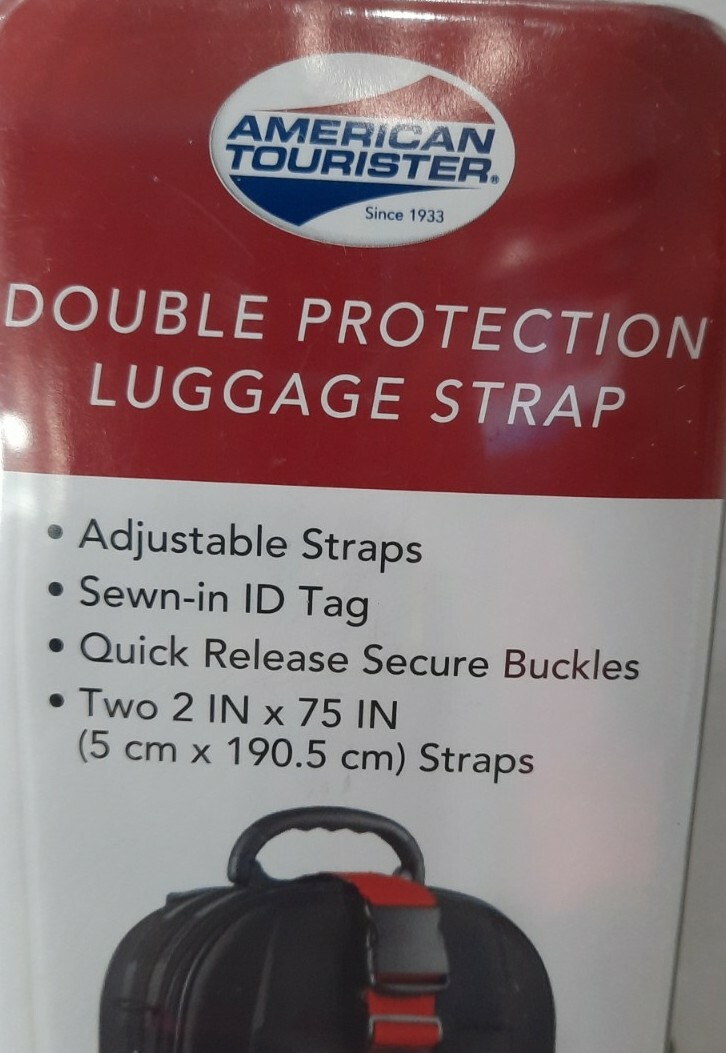 AMERICAN
TOURISTER®
Since 1933
DOUBLE PROTECTION
LUGGAGE STRAP
• Adjustable Straps
• Sewn-in ID Tag
• Quick Release Secure Buckles
• Two 2 IN x 75 IN
(5 cm x 190.5 cm) Straps